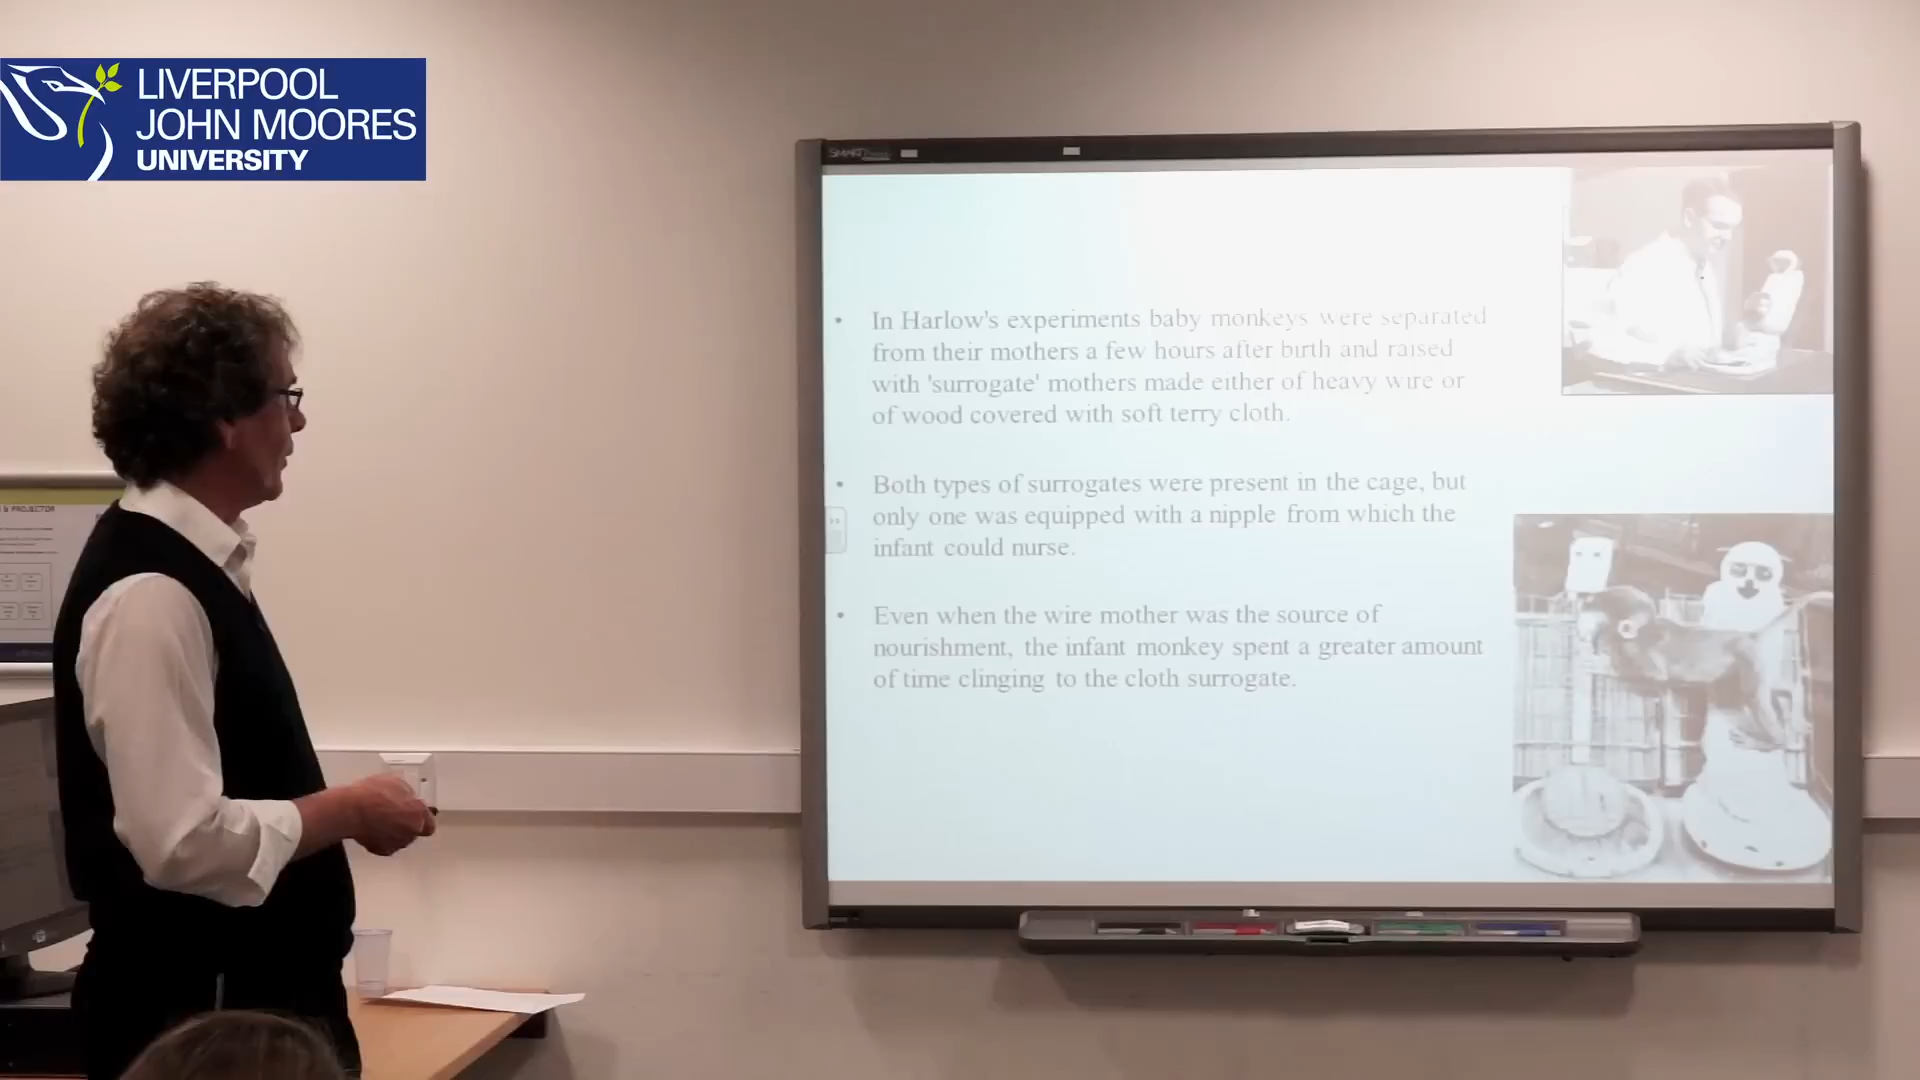 LIVERPOOL
JOHN MOORES
UNIVERSITY
SMART
& PROJECTOR
• In Harlow's experiments baby monkeys were separated
from their mothers a few hours after birth and raised
with 'surrogate' mothers made either of heavy wire or
of wood covered with soft terry cloth.
• Both types of surrogates were present in the cage, but
only one was equipped with a nipple from which the
infant could nurse.
• Even when the wire mother was the source of
nourishment, the infant monkey spent a greater amount
of time clinging to the cloth surrogate.